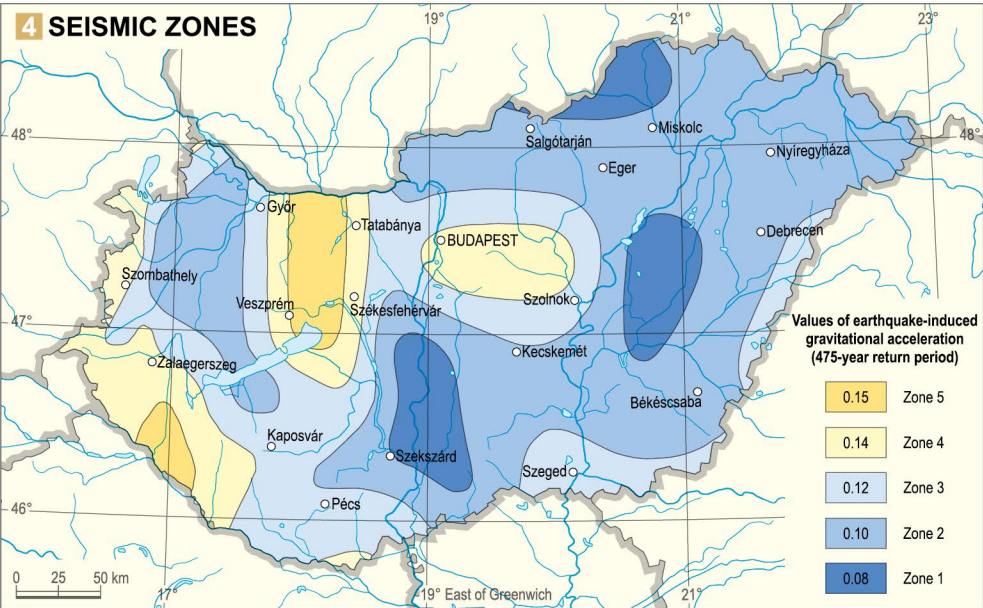 4 SEISMIC ZONES
19°
21°
23°
48°
48°
Salgótarján
Miskolc
Nyíregyháza
Eger
Győr
Tatabánya
BUDAPEST
Debrecen
Szombathely
Veszprém
Székesfehérvár
Szolnok
47°
Zalaegerszeg
Kecskemét
Békéscsaba
Kaposvár
Szekszárd
Szeged
Pécs
46°
Values of earthquake-induced
gravitational acceleration
(475-year return period)
0.15 Zone 5
0.14 Zone 4
0.12 Zone 3
0.10 Zone 2
0.08 Zone 1
0 25 50 km
17°
19° East of Greenwich
21°